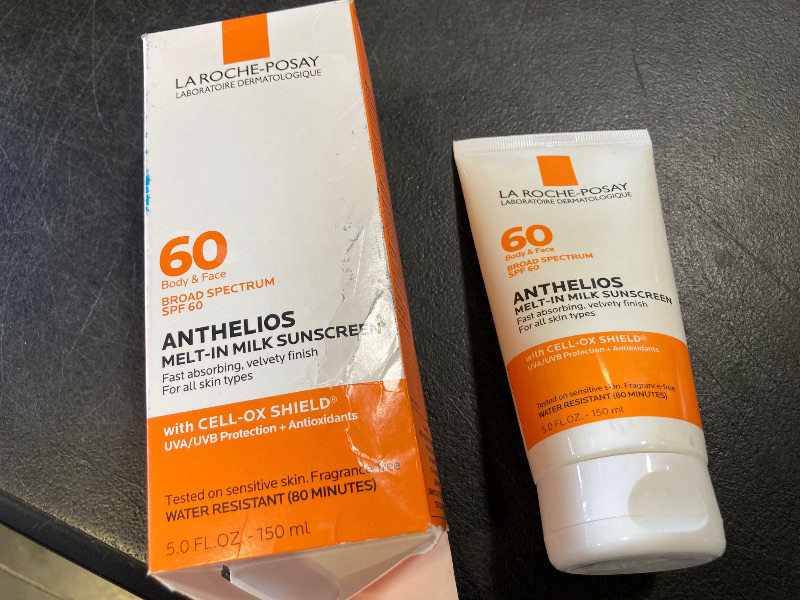 LA ROCHE-POSAY
LABORATOIRE DERMATOLOGIQUE
60
Body & Face
BROAD SPECTRUM
SPF 60
ANTHELIOS
MELT-IN MILK SUNSCREEN
Fast absorbing, velvety finish
For all skin types
with CELL-OX SHIELD®
UVA/UVB Protection + Antioxidants
Tested on sensitive skin. Fragrance-free
WATER RESISTANT (80 MINUTES)
5.0 FL.OZ. - 150 ml
LA ROCHE-POSAY
LABORATOIRE DERMATOLOGIQUE
60
Body & Face
BROAD SPECTRUM
SPF 60
ANTHELIOS
MELT-IN MILK SUNSCREEN
Fast absorbing, velvety finish
For all skin types
with CELL-OX SHIELD®
UVA/UVB Protection + Antioxidants
Tested on sensitive skin. Fragrance-free
WATER RESISTANT (80 MINUTES)
5.0 FL.OZ. - 150 ml